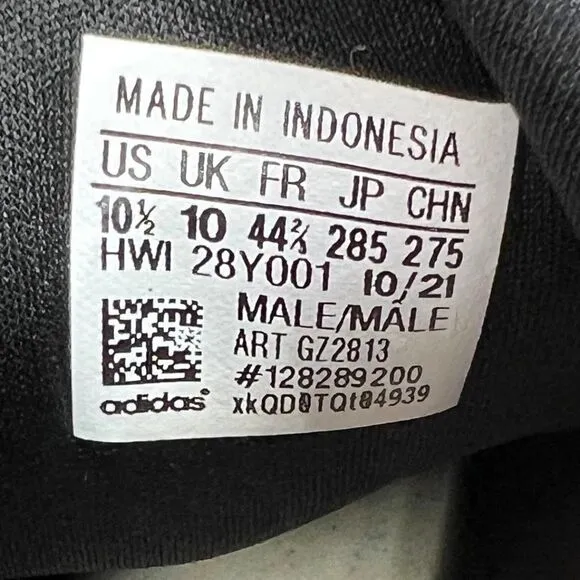 MADE IN INDONESIA
US UK FR JP CHN
10½ 10 44⅔ 285 275
HWI 28Y001 10/21
MALE/MÂLE
ART GZ2813
#128289200
adidas xkQD0TQt04939